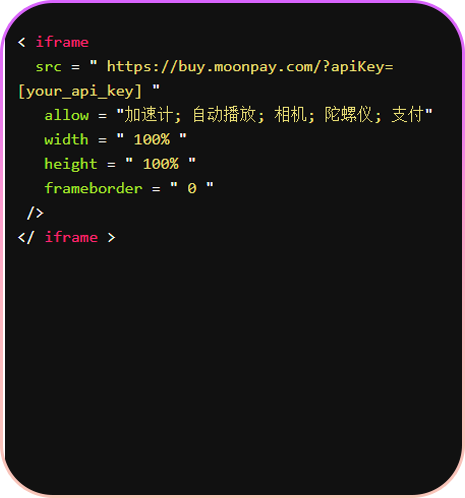 < iframe
src = " https://buy.moonpay.com/?apiKey=
[your_api_key] "
allow = "加速计; 自动播放; 相机; 陀螺仪; 支付"
width = " 100% "
height = " 100% "
frameborder = " 0 "
/>
</ iframe >